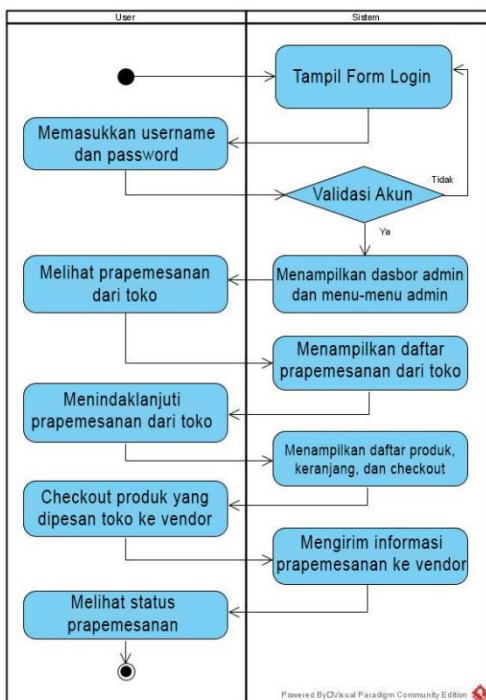 User
Sistem
Tampil Form Login
Memasukkan username
dan password
Tidak
Validasi Akun
Ya
Melihat prapemesanan
dari toko
Menampilkan dasbor admin
dan menu-menu admin
Menampilkan daftar
prapemesanan dari toko
Menindaklanjuti
prapemesanan dari toko
Menampilkan daftar produk,
keranjang, dan checkout
Checkout produk yang
dipesan toko ke vendor
Mengirim informasi
prapemesanan ke vendor
Melihat status
prapemesanan
Powered By□Visual Paradigm Community Edition